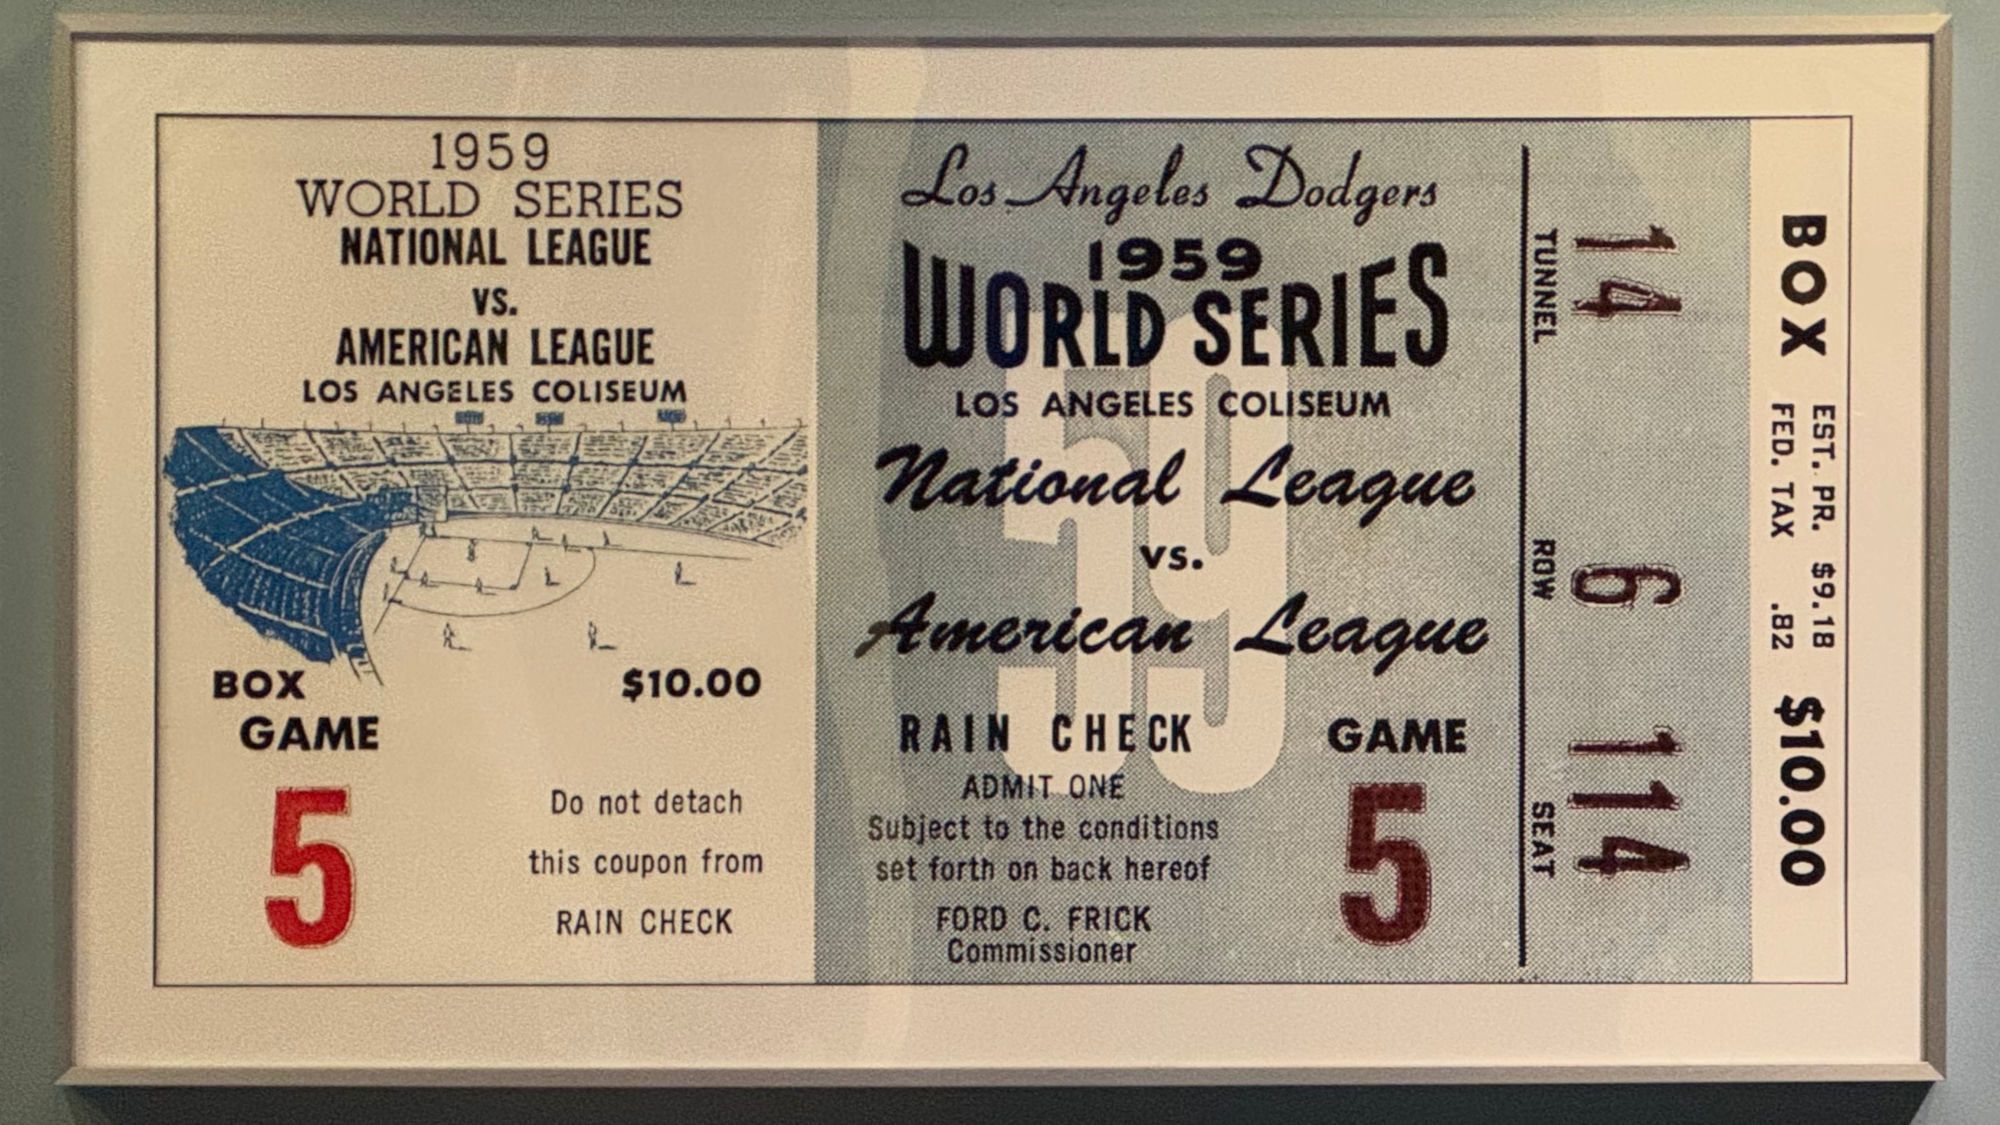 1959
WORLD SERIES
NATIONAL LEAGUE
VS.
AMERICAN LEAGUE
LOS ANGELES COLISEUM
BOX
$10.00
GAME
5
Do not detach
this coupon from
RAIN CHECK
Los Angeles Dodgers
1959
WORLD SERIES
59
LOS ANGELES COLISEUM
National League
vs.
American League
RAIN CHECK
ADMIT ONE
Subject to the conditions
set forth on back hereof
FORD C. FRICK
Commissioner
GAME
5
TUNNEL
14
ROW
6
SEAT
114
BOX
EST. PR. $9.18
FED. TAX .82
$10.00